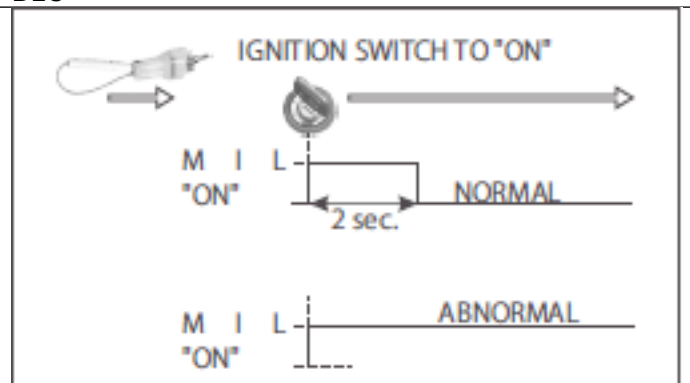 IGNITION SWITCH TO "ON"
M I L
"ON"
NORMAL
2 sec.
ABNORMAL
M I L
"ON"